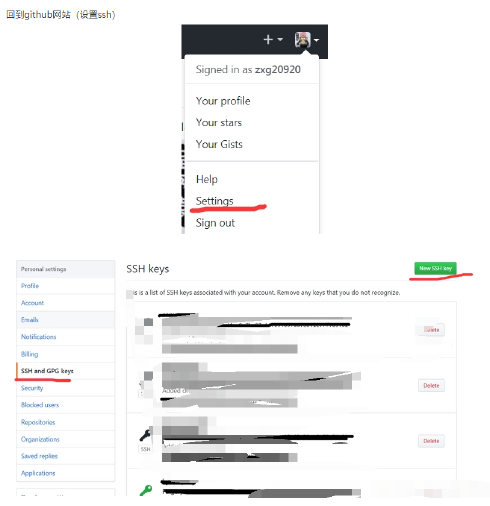 回到github网站（设置ssh）
Signed in as zxg20920
Your profile
Your stars
Your Gists
Help
Settings
Sign out
Personal settings
Profile
Account
Emails
Notifications
Billing
SSH and GPG keys
Security
Blocked users
Repositories
Organizations
Saved replies
Applications
SSH keys
New SSH key
is is a list of SSH keys associated with your account. Remove any keys that you do not recognize.
Delete
Added
Delete
SSH
Delete